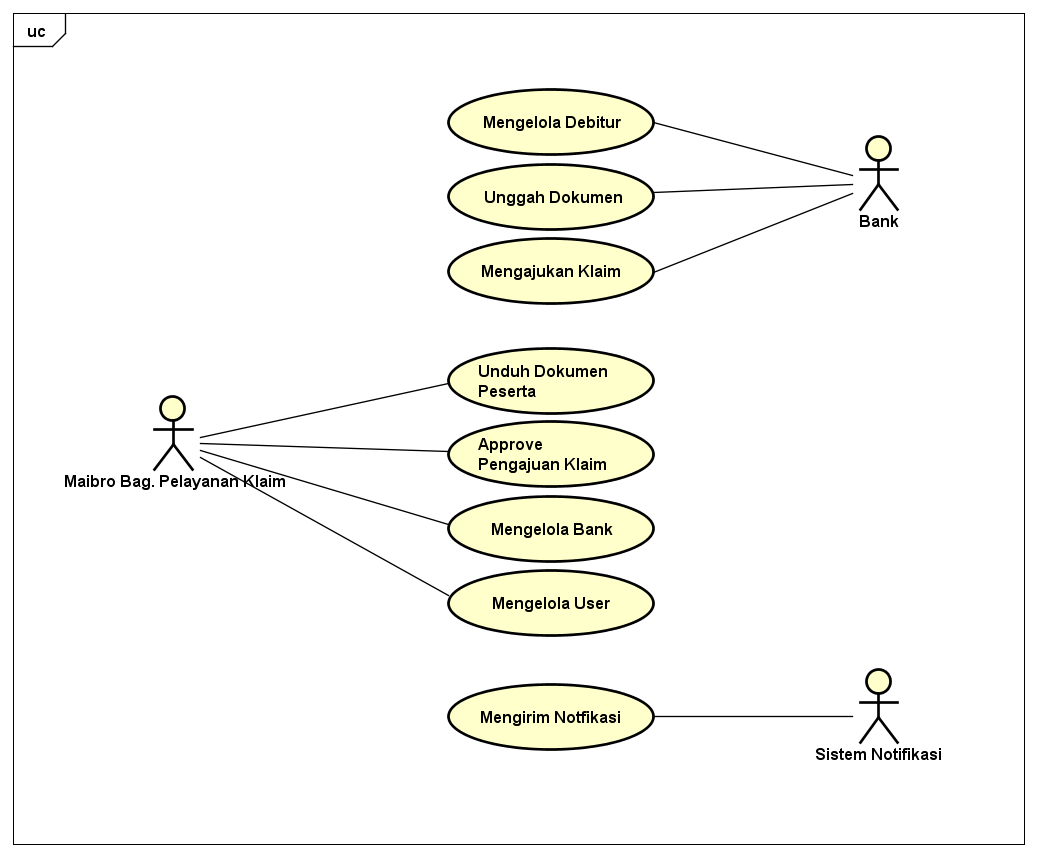 uc
Mengelola Debitur
Unggah Dokumen
Mengajukan Klaim
Bank
Unduh Dokumen
Peserta
Approve
Pengajuan Klaim
Maibro Bag. Pelayanan Klaim
Mengelola Bank
Mengelola User
Mengirim Notfikasi
Sistem Notifikasi